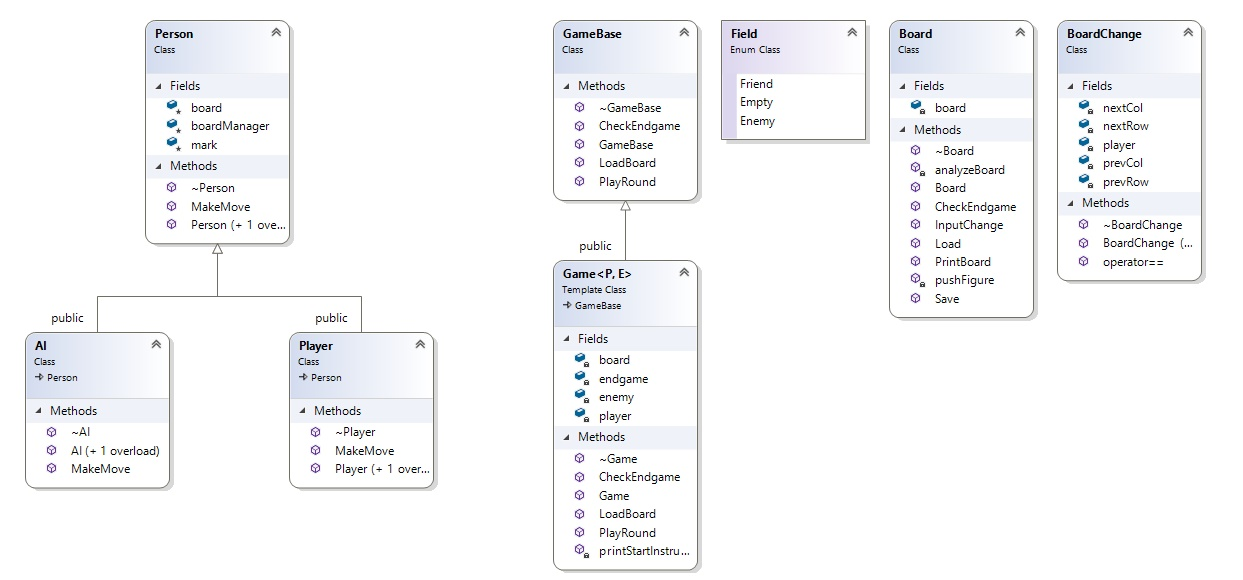 Person
Class
Fields
board
boardManager
mark
Methods
~Person
MakeMove
Person (+ 1 ove...
public
public
AI
Class
Person
Methods
~AI
AI (+ 1 overload)
MakeMove
Player
Class
Person
Methods
~Player
MakeMove
Player (+ 1 over...
GameBase
Class
Methods
~GameBase
CheckEndgame
GameBase
LoadBoard
PlayRound
public
Game<P, E>
Template Class
GameBase
Fields
board
endgame
enemy
player
Methods
~Game
CheckEndgame
Game
LoadBoard
PlayRound
printStartInstru...
Field
Enum Class
Friend
Empty
Enemy
Board
Class
Fields
board
Methods
~Board
analyzeBoard
Board
CheckEndgame
InputChange
Load
PrintBoard
pushFigure
Save
BoardChange
Class
Fields
nextCol
nextRow
player
prevCol
prevRow
Methods
~BoardChange
BoardChange (...
operator==